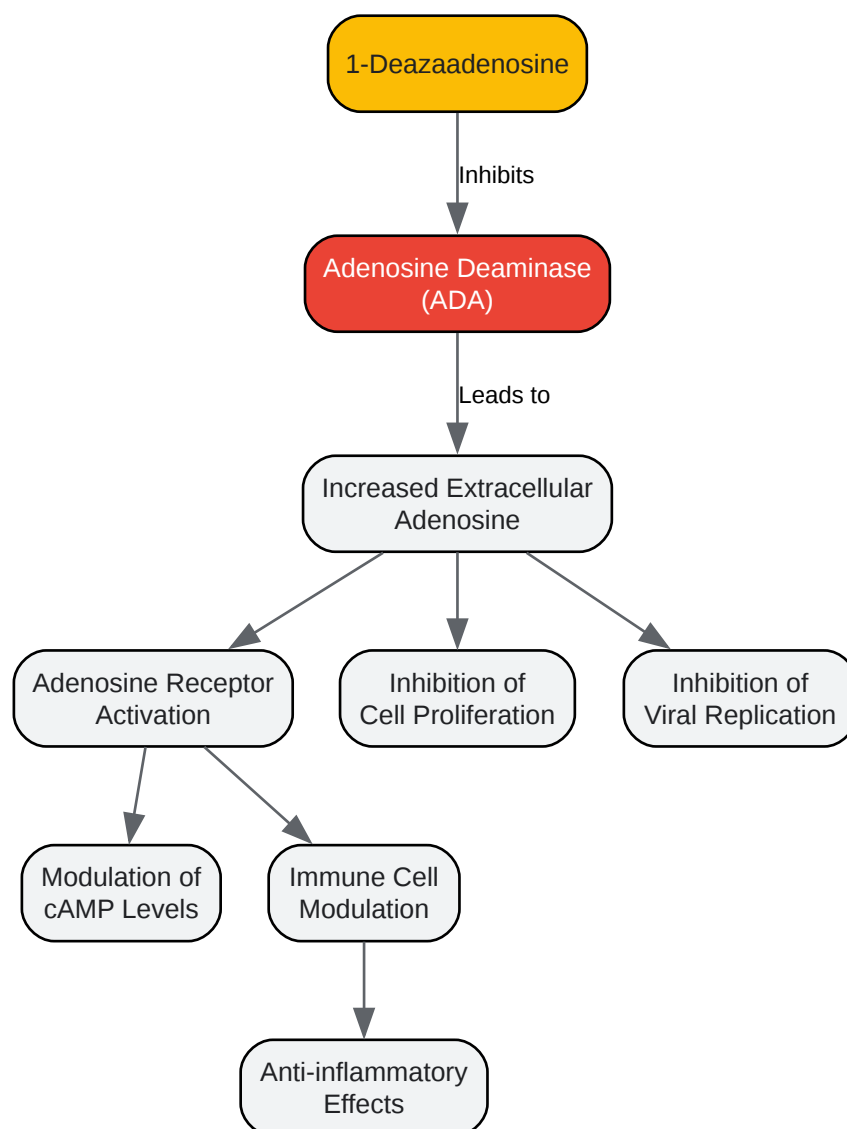 1-Deazaadenosine
Inhibits
Adenosine Deaminase
(ADA)
Leads to
Increased Extracellular
Adenosine
Adenosine Receptor
Activation
Inhibition of
Cell Proliferation
Inhibition of
Viral Replication
Modulation of
cAMP Levels
Immune Cell
Modulation
Anti-inflammatory
Effects